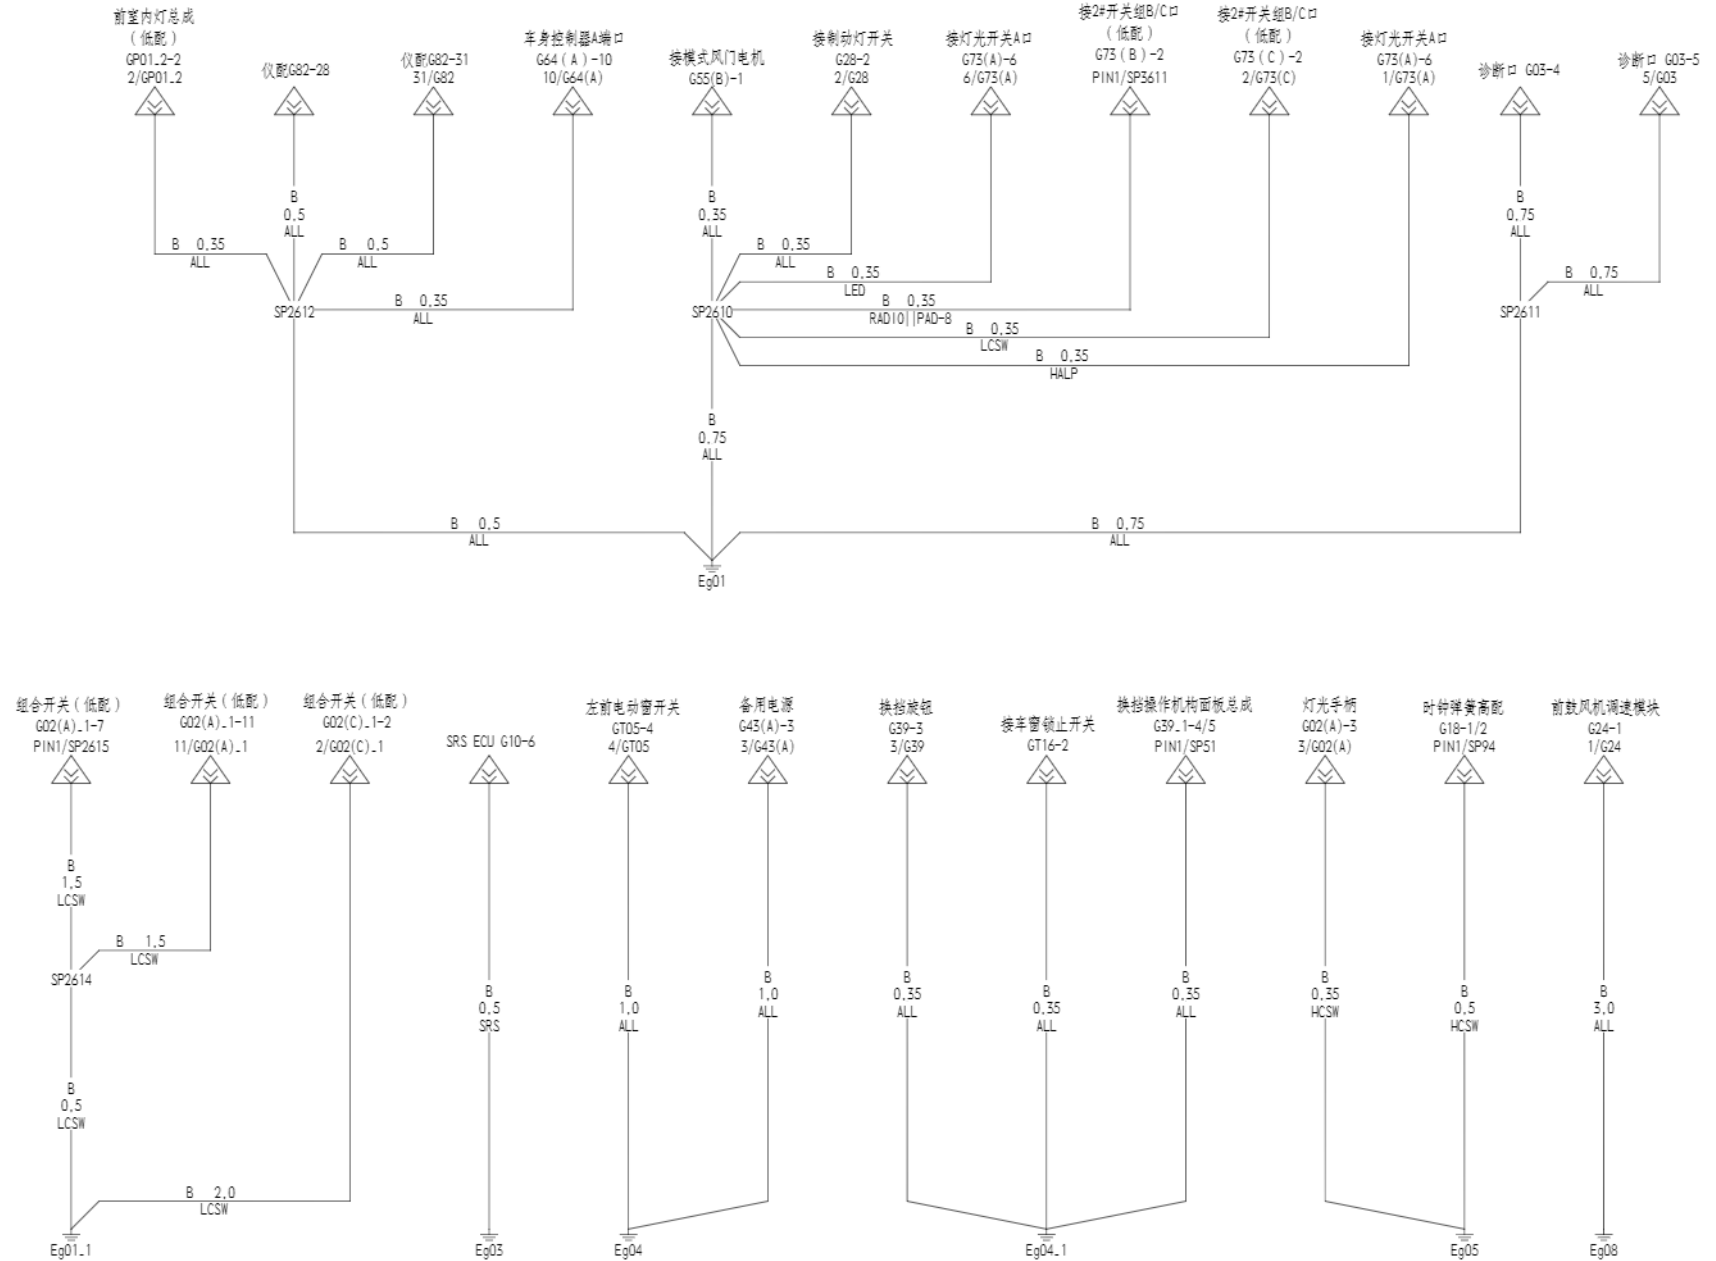 前室内灯总成
（低配）
GP01_2-2
2/GP01_2
仪配G82-28
仪配G82-31
31/G82
车身控制器A端口
G64（A）-10
10/G64(A)
接模式风门电机
G55(B)-1
接制动灯开关
G28-2
2/G28
接灯光开关A口
G73(A)-6
6/G73(A)
接2#开关组B/C口
（低配）
G73（B）-2
PIN1/SP3611
接2#开关组B/C口
（低配）
G73（C）-2
2/G73(C)
接灯光开关A口
G73(A)-6
1/G73(A)
诊断口 G03-4
诊断口 G03-5
5/G03
B
0.5
ALL
B 0.35
ALL
B 0.5
ALL
B 0.35
ALL
SP2612
B
0.35
ALL
B 0.35
ALL
B 0.35
LED
B 0.35
RADIO||PAD-8
B 0.35
LCSW
B 0.35
HALP
SP2610
B
0.75
ALL
B 0.75
ALL
SP2611
B
0.75
ALL
B 0.5
ALL
B 0.75
ALL
Eg01
组合开关（低配）
G02(A)_1-7
PIN1/SP2615
组合开关（低配）
G02(A)_1-11
11/G02(A)_1
组合开关（低配）
G02(C)_1-2
2/G02(C)_1
SRS ECU G10-6
左前电动窗开关
GT05-4
4/GT05
备用电源
G43(A)-3
3/G43(A)
换挡旋钮
G39-3
3/G39
接车窗锁止开关
GT16-2
换挡操作机构面板总成
G39_1-4/5
PIN1/SP51
灯光手柄
G02(A)-3
3/G02(A)
时钟弹簧高配
G18-1/2
PIN1/SP94
前鼓风机调速模块
G24-1
1/G24
B
1.5
LCSW
B 1.5
LCSW
SP2614
B
0.5
LCSW
B 2.0
LCSW
Eg01_1
B
0.5
SRS
Eg03
B
1.0
ALL
B
1.0
ALL
Eg04
B
0.35
ALL
B
0.35
ALL
B
0.35
ALL
Eg04_1
B
0.35
HCSW
B
0.5
HCSW
Eg05
B
3.0
ALL
Eg08